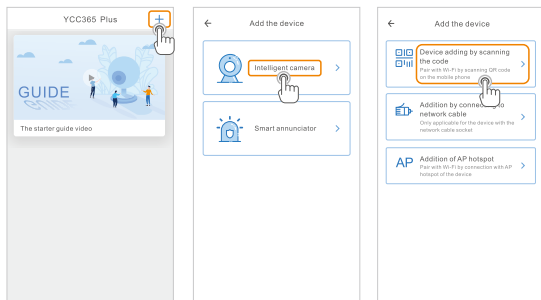 YCC365 Plus
GUIDE
The starter guide video
Add the device
Intelligent camera
Smart annunciator
Add the device
Device adding by scanning
the code
Pair with Wi-Fi by scanning QR code
on the mobile phone
Addition by connecting to
network cable
Only applicable for the device with the
network cable socket
AP
Addition of AP hotspot
Pair with Wi-Fi by connection with AP
hotspot of the device